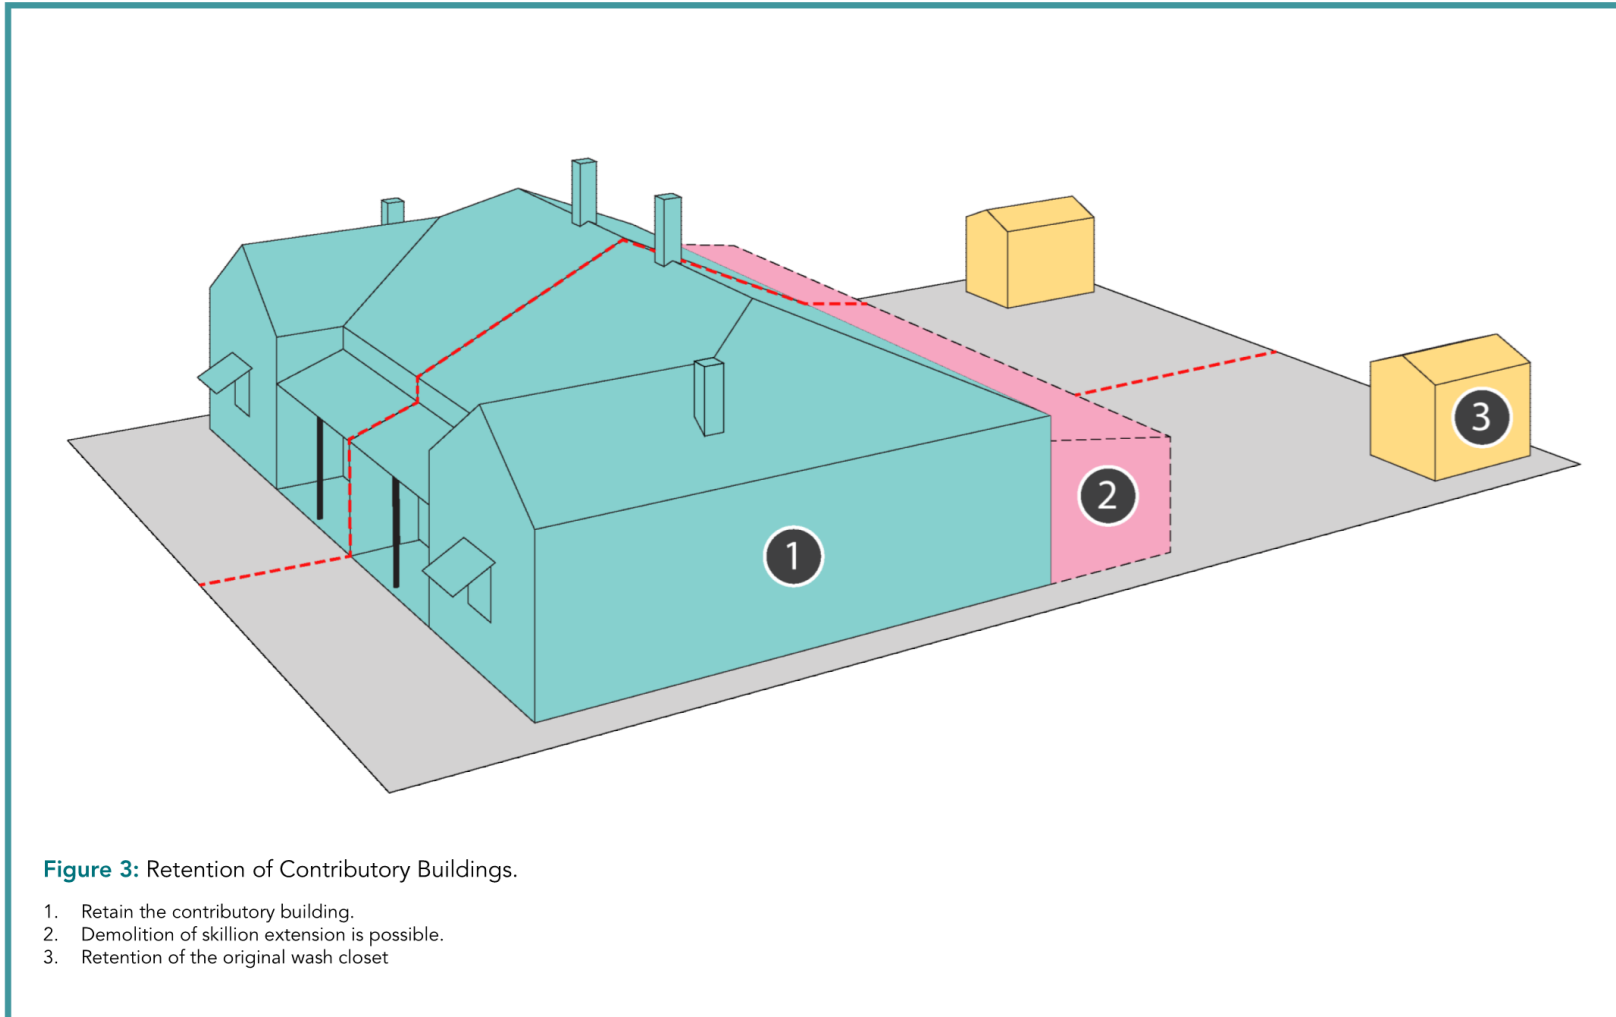 1
2
3
Figure 3: Retention of Contributory Buildings.
1. Retain the contributory building.
2. Demolition of skillion extension is possible.
3. Retention of the original wash closet